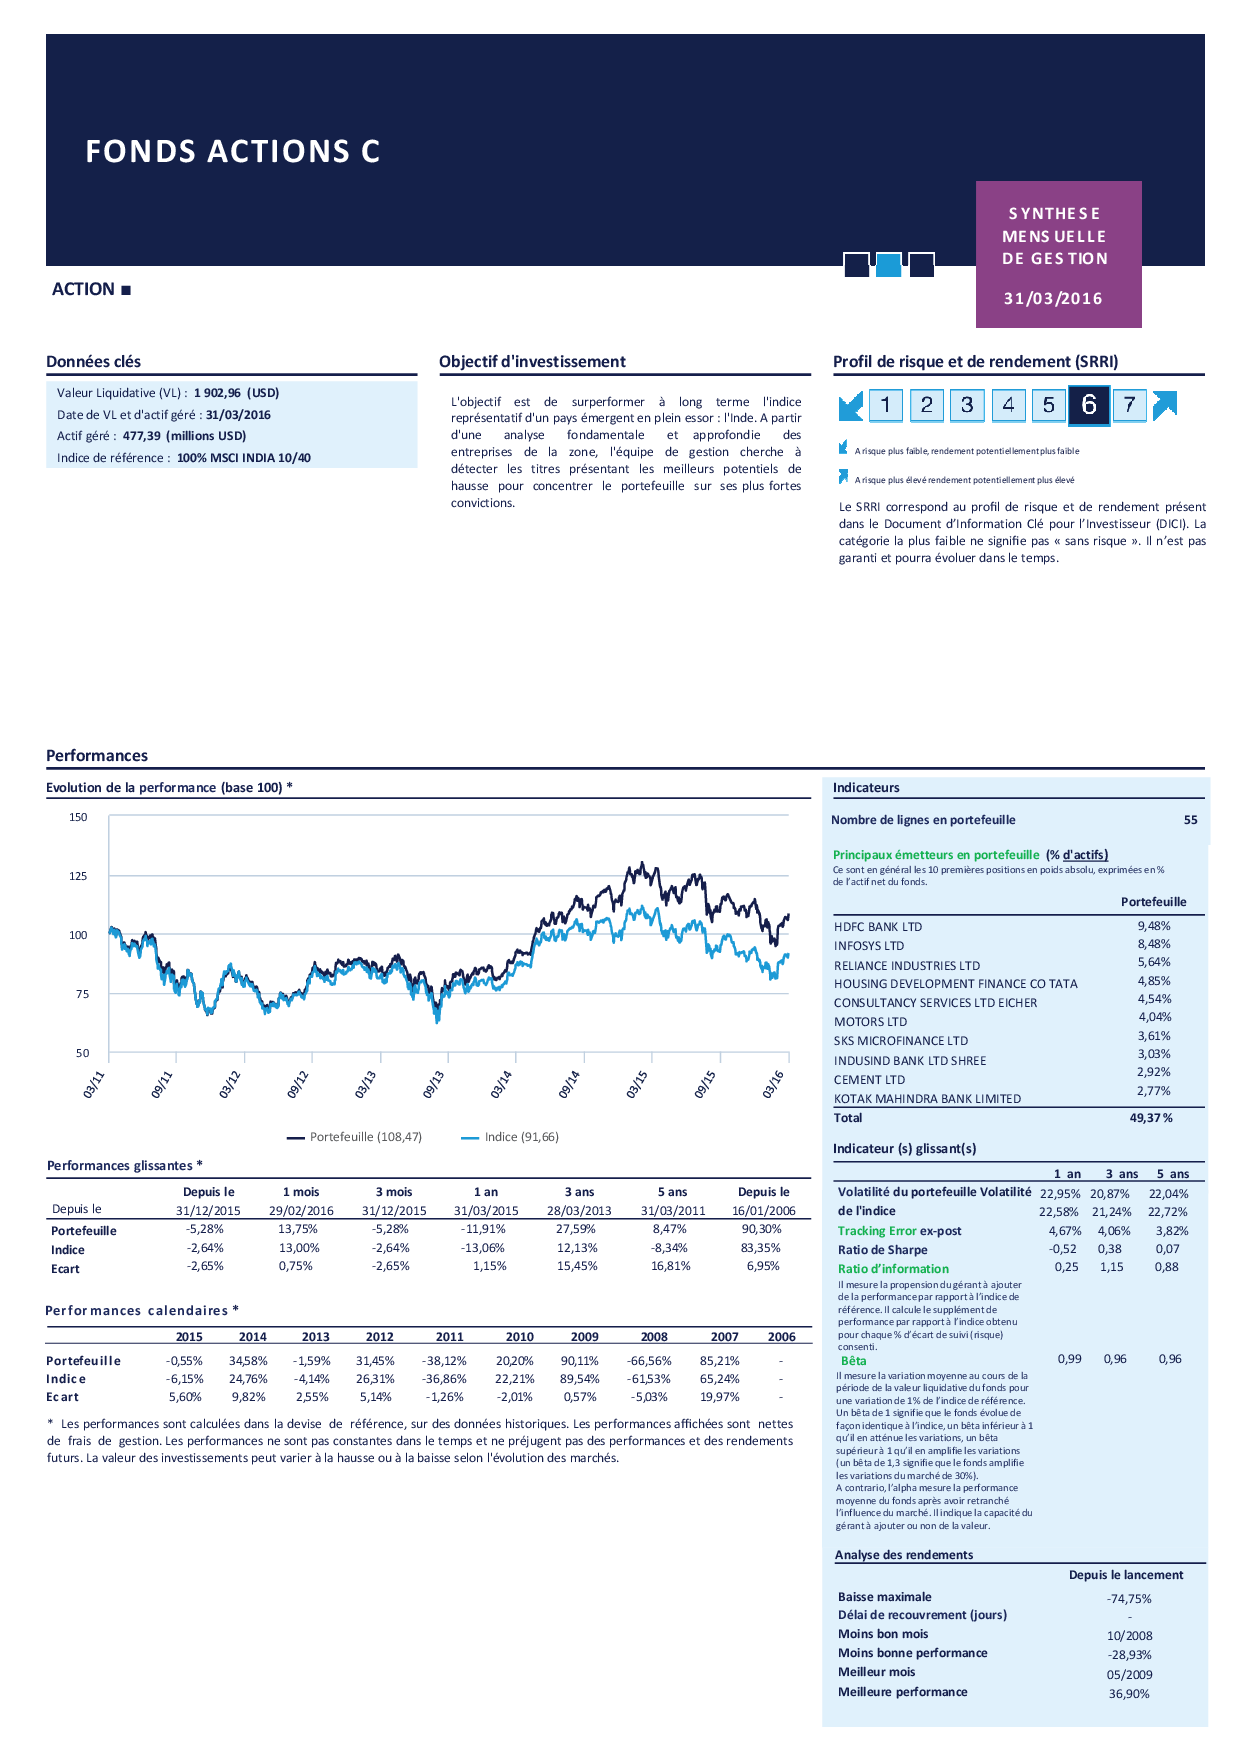 FONDS ACTIONS C
SYNTHESE
MENSUELLE
DE GESTION
31/03/2016
ACTION ■
Données clés
Valeur Liquidative (VL) : 1 902,96 (USD)
Date de VL et d'actif géré : 31/03/2016
Actif géré : 477,39 (millions USD)
Indice de référence : 100% MSCI INDIA 10/40
Objectif d'investissement
L'objectif est de surperformer à long terme l'indice
représentatif d'un pays émergent en plein essor : l'Inde. A partir
d'une analyse fondamentale et approfondie des
entreprises de la zone, l'équipe de gestion cherche à
détecter les titres présentant les meilleurs potentiels de
hausse pour concentrer le portefeuille sur ses plus fortes
convictions.
Profil de risque et de rendement (SRRI)
1 2 3 4 5 6 7
A risque plus faible, rendement potentiellement plus faible
A risque plus élevé rendement potentiellement plus élevé
Le SRRI correspond au profil de risque et de rendement présent
dans le Document d’Information Clé pour l’Investisseur (DICI). La
catégorie la plus faible ne signifie pas « sans risque ». Il n’est pas
garanti et pourra évoluer dans le temps.
Performances
Evolution de la performance (base 100) *
150
125
100
75
50
03/11 09/11 03/12 09/12 03/13 09/13 03/14 09/14 03/15 09/15 03/16
Portefeuille (108,47) Indice (91,66)
Performances glissantes *
Depuis le 1 mois 3 mois 1 an 3 ans 5 ans Depuis le
Depuis le 31/12/2015 29/02/2016 31/12/2015 31/03/2015 28/03/2013 31/03/2011 16/01/2006
Portefeuille -5,28% 13,75% -5,28% -11,91% 27,59% 8,47% 90,30%
Indice -2,64% 13,00% -2,64% -13,06% 12,13% -8,34% 83,35%
Ecart -2,65% 0,75% -2,65% 1,15% 15,45% 16,81% 6,95%
Performances calendaires *
2015 2014 2013 2012 2011 2010 2009 2008 2007 2006
Portefeuille -0,55% 34,58% -1,59% 31,45% -38,12% 20,20% 90,11% -66,56% 85,21% -
Indice -6,15% 24,76% -4,14% 26,31% -36,86% 22,21% 89,54% -61,53% 65,24% -
Ecart 5,60% 9,82% 2,55% 5,14% -1,26% -2,01% 0,57% -5,03% 19,97% -
* Les performances sont calculées dans la devise de référence, sur des données historiques. Les performances affichées sont nettes
de frais de gestion. Les performances ne sont pas constantes dans le temps et ne préjugent pas des performances et des rendements
futurs. La valeur des investissements peut varier à la hausse ou à la baisse selon l'évolution des marchés.
Indicateurs
Nombre de lignes en portefeuille 55
Principaux émetteurs en portefeuille (% d'actifs)
Ce sont en général les 10 premières positions en poids absolu, exprimées en %
de l’actif net du fonds.
Portefeuille
HDFC BANK LTD 9,48%
INFOSYS LTD 8,48%
RELIANCE INDUSTRIES LTD 5,64%
HOUSING DEVELOPMENT FINANCE CO TATA 4,85%
CONSULTANCY SERVICES LTD EICHER 4,54%
MOTORS LTD 4,04%
SKS MICROFINANCE LTD 3,61%
INDUSIND BANK LTD SHREE 3,03%
CEMENT LTD 2,92%
KOTAK MAHINDRA BANK LIMITED 2,77%
Total 49,37%
Indicateur (s) glissant(s)
1 an 3 ans 5 ans
Volatilité du portefeuille Volatilité 22,95% 20,87% 22,04%
de l'indice 22,58% 21,24% 22,72%
Tracking Error ex-post 4,67% 4,06% 3,82%
Ratio de Sharpe -0,52 0,38 0,07
Ratio d’information 0,25 1,15 0,88
Il mesure la propension du gérant à ajouter
de la performance par rapport à l’indice de
référence. Il calcule le supplément de
performance par rapport à l’indice obtenu
pour chaque % d’écart de suivi (risque)
consenti.
Bêta 0,99 0,96 0,96
Il mesure la variation moyenne au cours de la
période de la valeur liquidative du fonds pour
une variation de 1% de l’indice de référence.
Un bêta de 1 signifie que le fonds évolue de
façon identique à l’indice, un bêta inférieur à 1
qu’il en atténue les variations, un bêta
supérieur à 1 qu’il en amplifie les variations
(un bêta de 1,3 signifie que le fonds amplifie
les variations du marché de 30%).
A contrario, l’alpha mesure la performance
moyenne du fonds après avoir retranché
l’influence du marché. Il indique la capacité du
gérant à ajouter ou non de la valeur.
Analyse des rendements
Depuis le lancement
Baisse maximale -74,75%
Délai de recouvrement (jours) -
Moins bon mois 10/2008
Moins bonne performance -28,93%
Meilleur mois 05/2009
Meilleure performance 36,90%